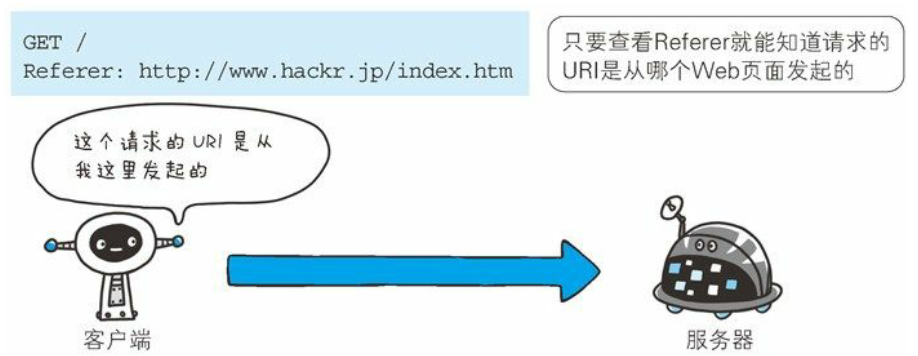 GET /
Referer: http://www.hackr.jp/index.htm
只要查看Referer就能知道请求的
URI是从哪个Web页面发起的
这个请求的 URI 是从
我这里发起的
客户端
服务器